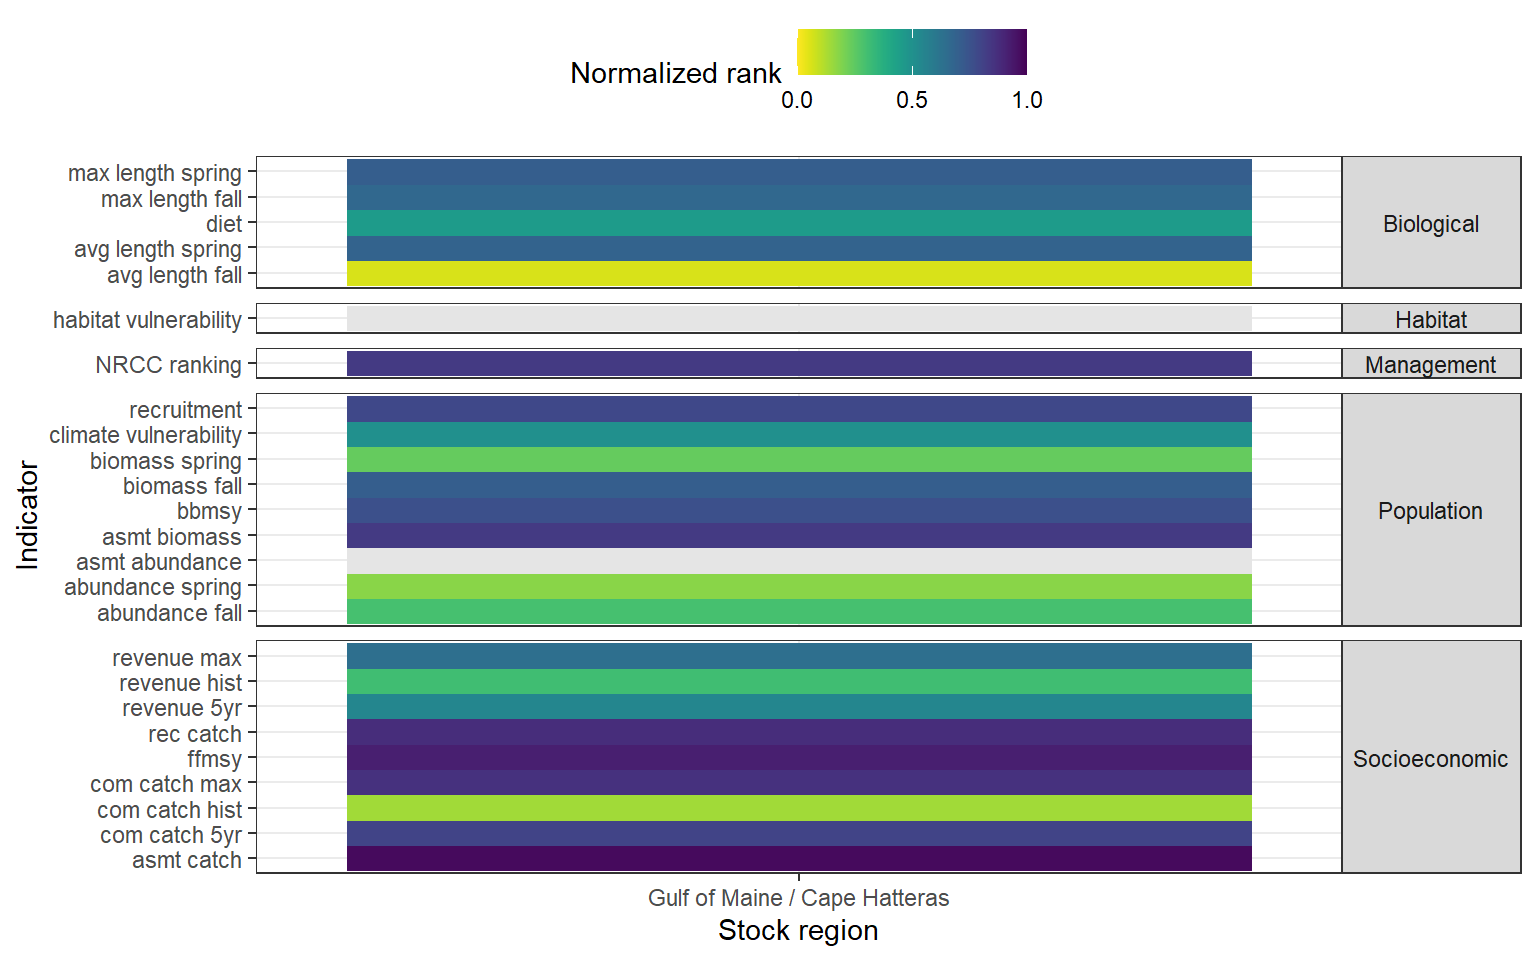 Normalized rank
0.0 0.5 1.0
max length spring
max length fall
diet
avg length spring
avg length fall
Biological
habitat vulnerability
Habitat
NRCC ranking
Management
recruitment
climate vulnerability
biomass spring
biomass fall
bbmsy
asmt biomass
asmt abundance
abundance spring
abundance fall
Population
revenue max
revenue hist
revenue 5yr
rec catch
ffmsy
com catch max
com catch hist
com catch 5yr
asmt catch
Socioeconomic
Indicator
Gulf of Maine / Cape Hatteras
Stock region